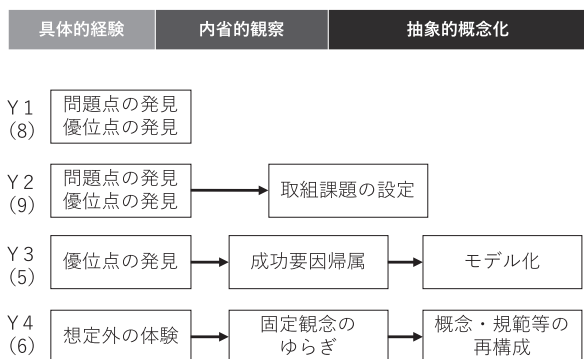 具体的経験 内省的観察 抽象的概念化
Y1
(8)
問題点の発見
優位点の発見
Y2
(9)
問題点の発見
優位点の発見
取組課題の設定
Y3
(5)
優位点の発見
成功要因帰属
モデル化
Y4
(6)
想定外の体験
固定観念の
ゆらぎ
概念・規範等の
再構成